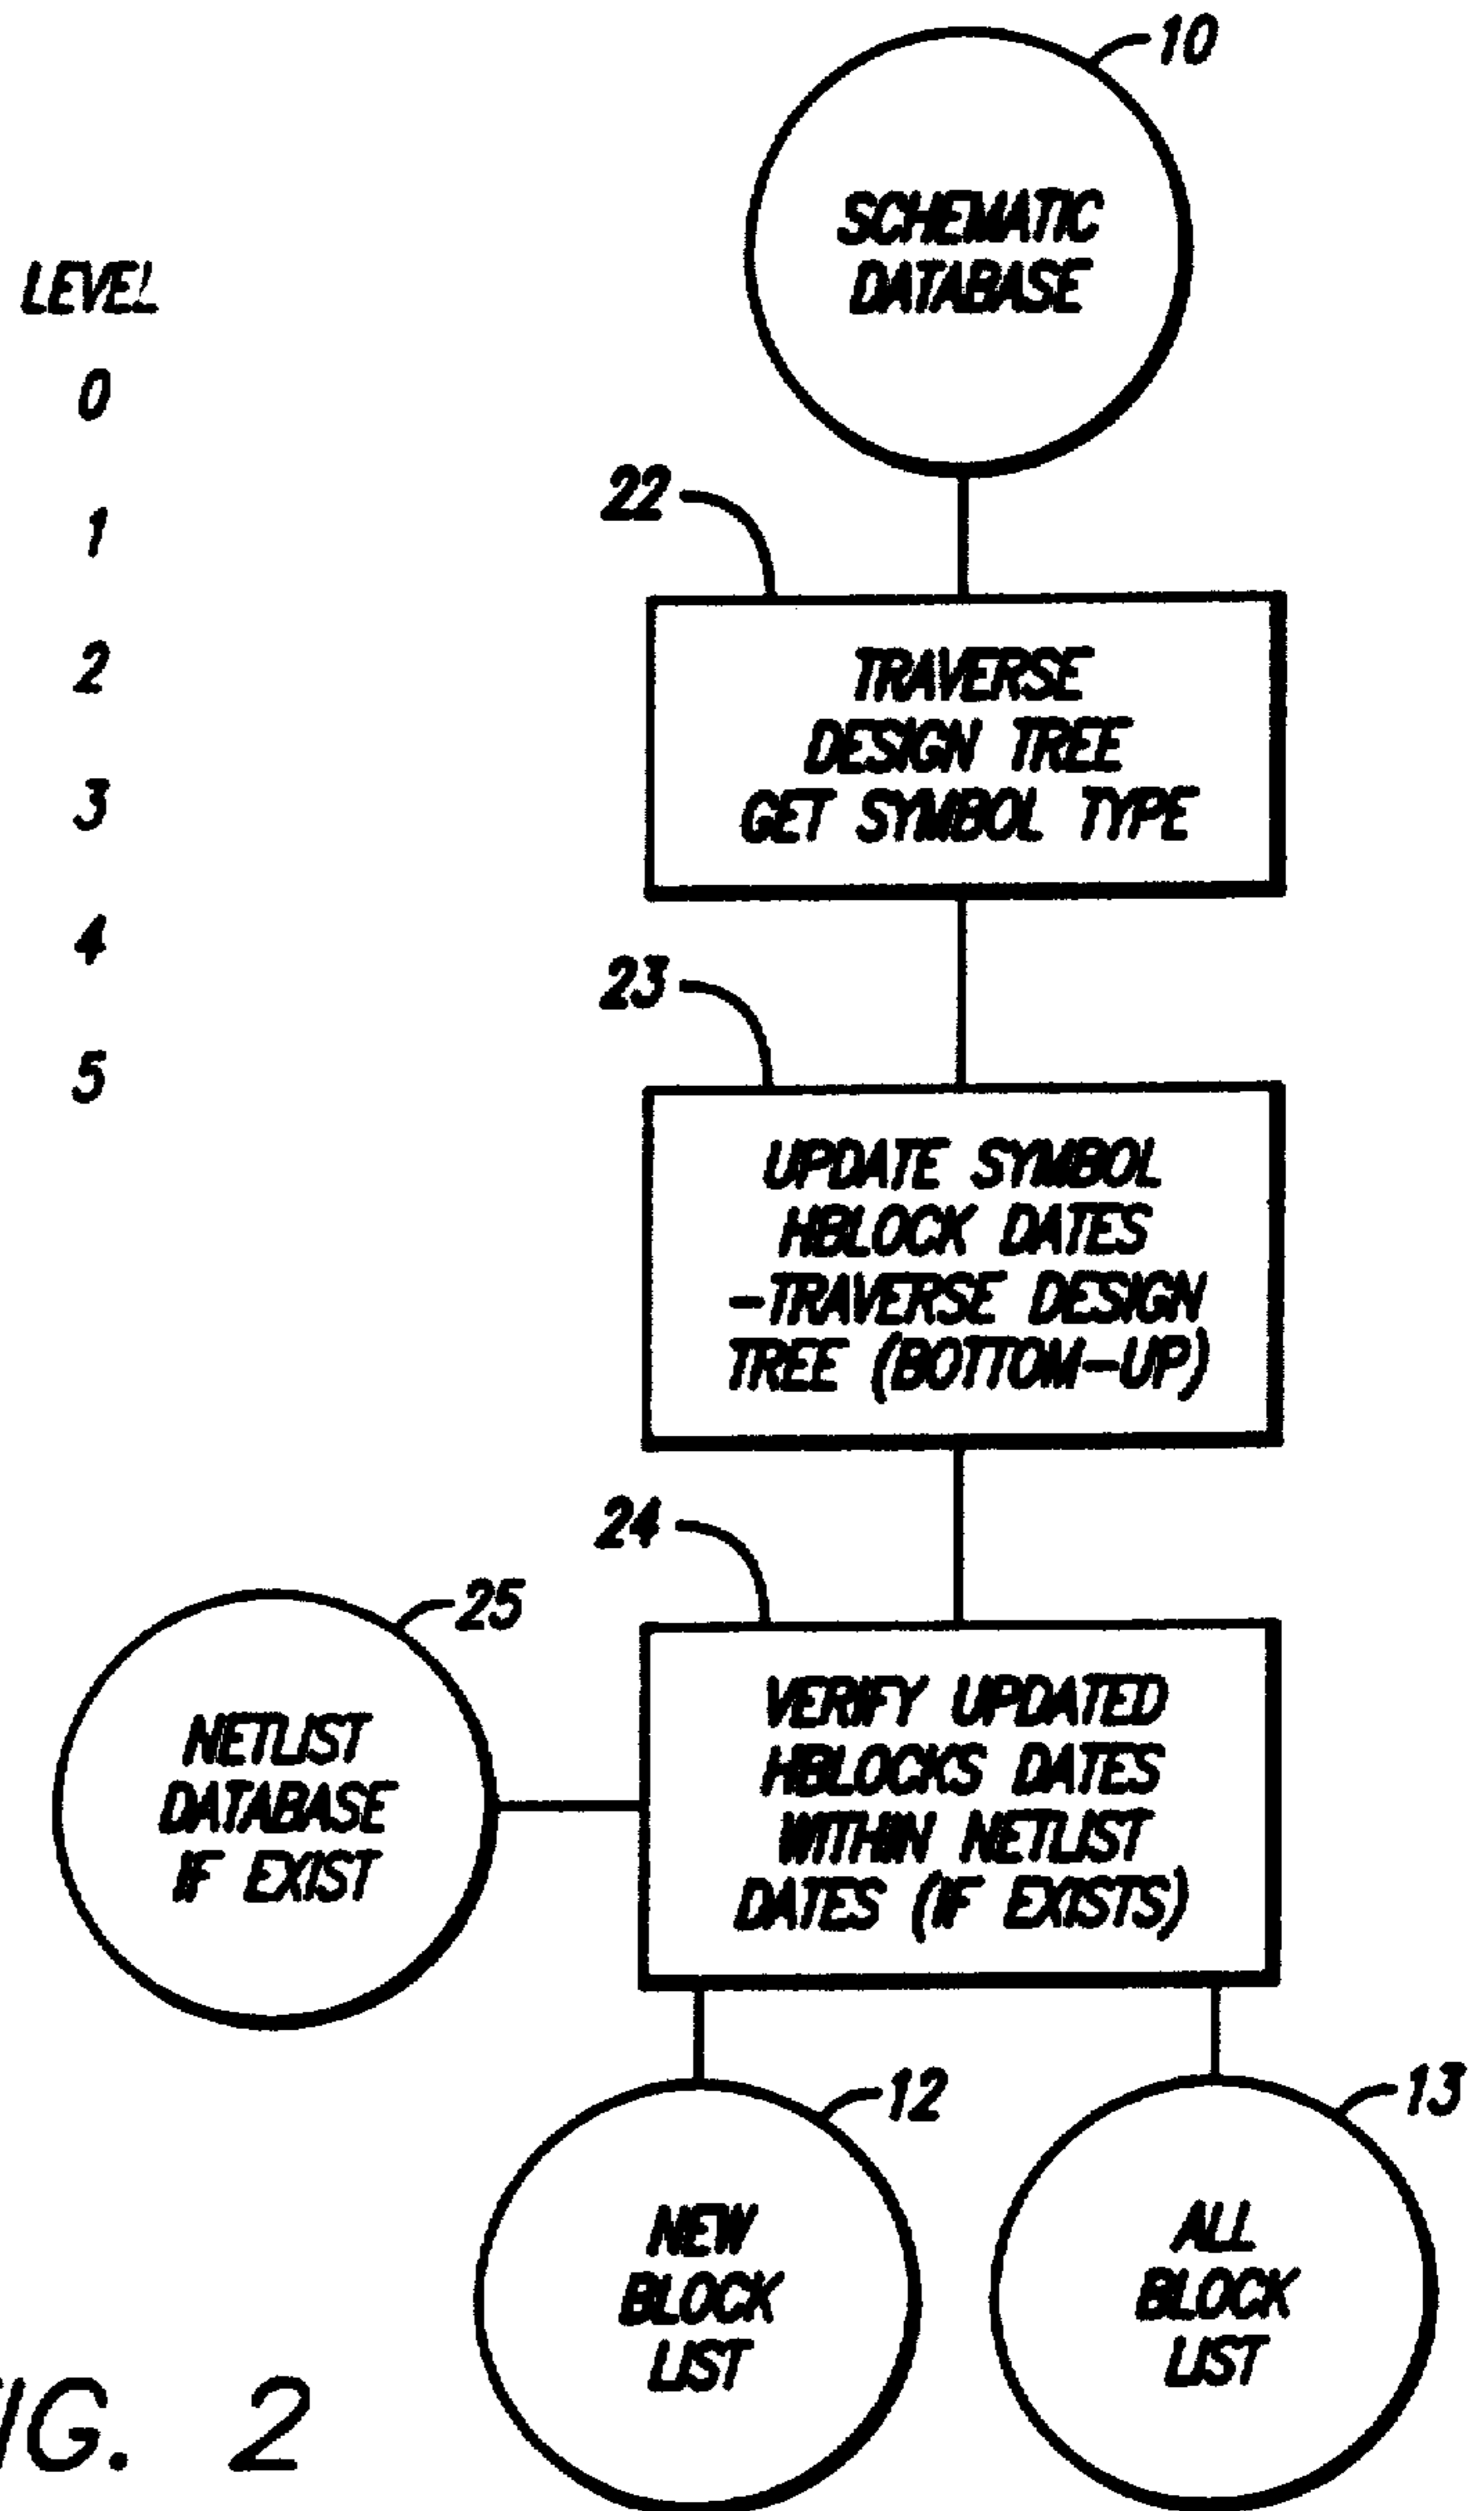 10
SCHEMATIC
DATABASE
LEVEL
0
1
2
3
4
5
22
TRAVERSE
DESIGN TREE
GET SYMBOL TYPE
23
UPDATE SYMBOL
HBLOCK DATES
-TRAVERSE DESIGN
TREE (BOTTOM-UP)
24
VERIFY UPDATED
HBLOCKS DATES
WITHIN NETLIST
DATES (IF EXISTS)
25
NETLIST
DATABASE
IF EXIST
12
NEW
BLOCK
LIST
13
ALL
BLOCK
LIST
IG. 2